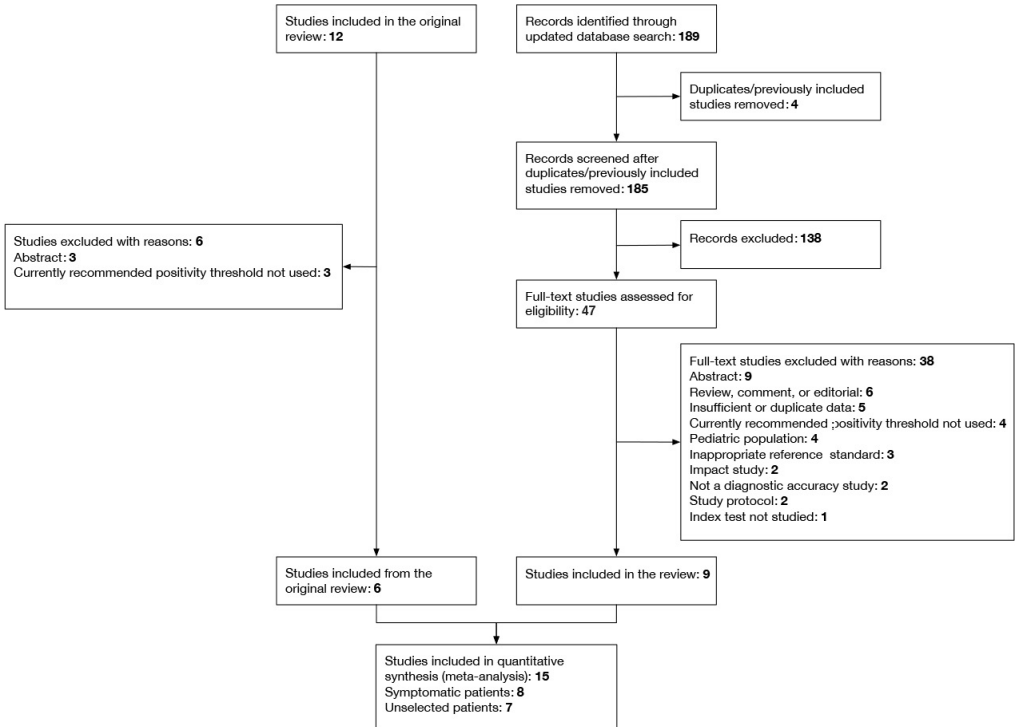 Studies included in the original
review: 12
Records identified through
updated database search: 189
Duplicates/previously included
studies removed: 4
Records screened after
duplicates/previously included
studies removed: 185
Studies excluded with reasons: 6
Abstract: 3
Currently recommended positivity threshold not used: 3
Records excluded: 138
Full-text studies assessed for
eligibility: 47
Full-text studies excluded with reasons: 38
Abstract: 9
Review, comment, or editorial: 6
Insufficient or duplicate data: 5
Currently recommended positivity threshold not used: 4
Pediatric population: 4
Inappropriate reference standard: 3
Impact study: 2
Not a diagnostic accuracy study: 2
Study protocol: 2
Index test not studied: 1
Studies included from the
original review: 6
Studies included in the review: 9
Studies included in quantitative
synthesis (meta-analysis): 15
Symptomatic patients: 8
Unselected patients: 7